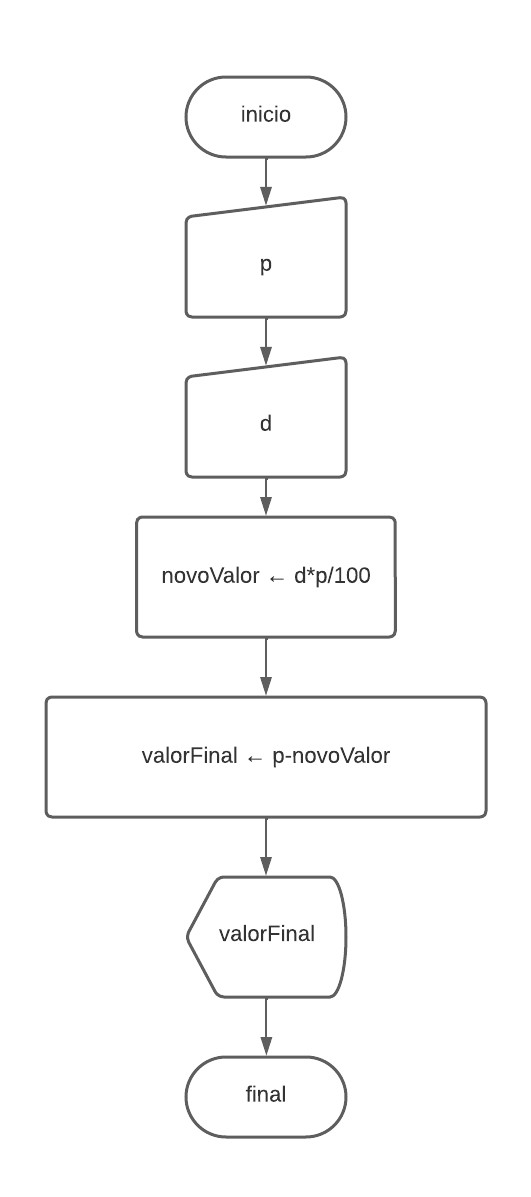 inicio
p
d
novoValor ← d*p/100
valorFinal ← p-novoValor
valorFinal
final